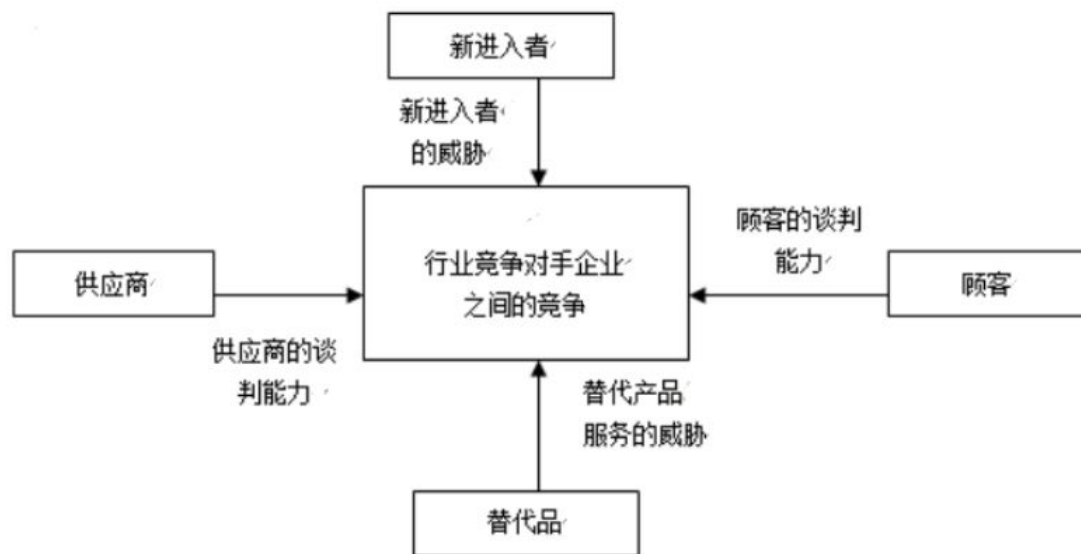 新进入者
新进入者
的威胁
顾客的谈判
能力
供应商
行业竞争对手企业
之间的竞争
顾客
供应商的谈
判能力
替代产品
服务的威胁
替代品